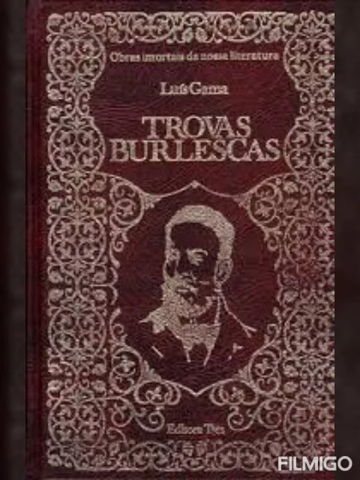 Obras imortais da nossa literatura
Luís Gama
TROVAS
BURLESCAS
Editora Três
FILMIGO